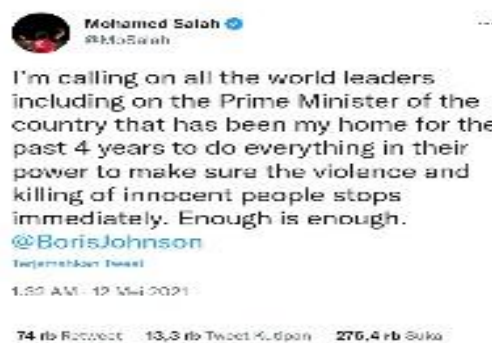 Mohamed Salah
@MoSalah
I'm calling on all the world leaders
including on the Prime Minister of the
country that has been my home for the
past 4 years to do everything in their
power to make sure the violence and
killing of innocent people stops
immediately. Enough is enough.
@BorisJohnson
Terjemahkan Tweet
1:32 AM · 12 Mei 2021
74 rb Retweet 13,3 rb Tweet Kutipan 276,4 rb Suka